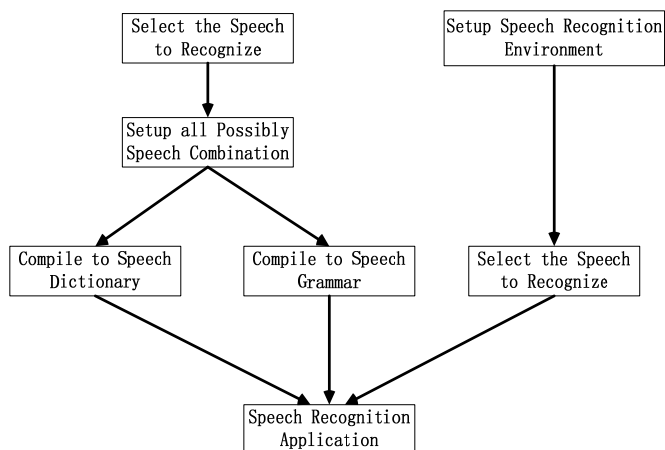 Select the Speech
to Recognize
Setup Speech Recognition
Environment
Setup all Possibly
Speech Combination
Compile to Speech
Dictionary
Compile to Speech
Grammar
Select the Speech
to Recognize
Speech Recognition
Application